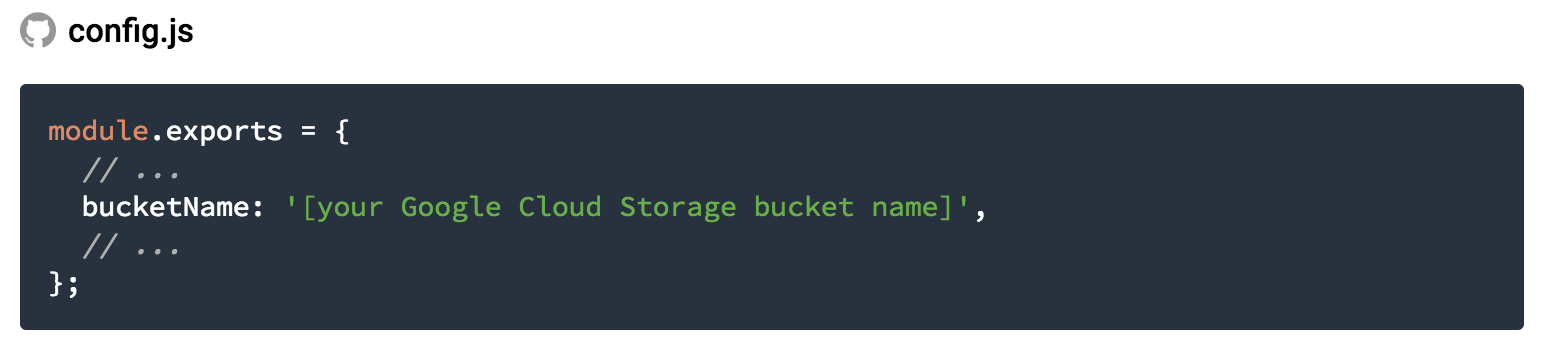 config.js
module.exports = {
// ...
bucketName: '[your Google Cloud Storage bucket name]',
// ...
};